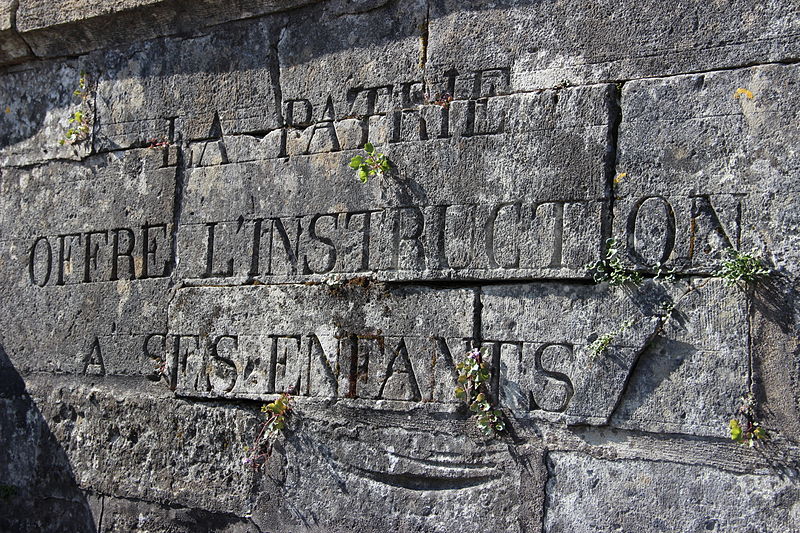 LA PATRIE
OFFRE L'INSTRUCTION
A SES ENFANTS